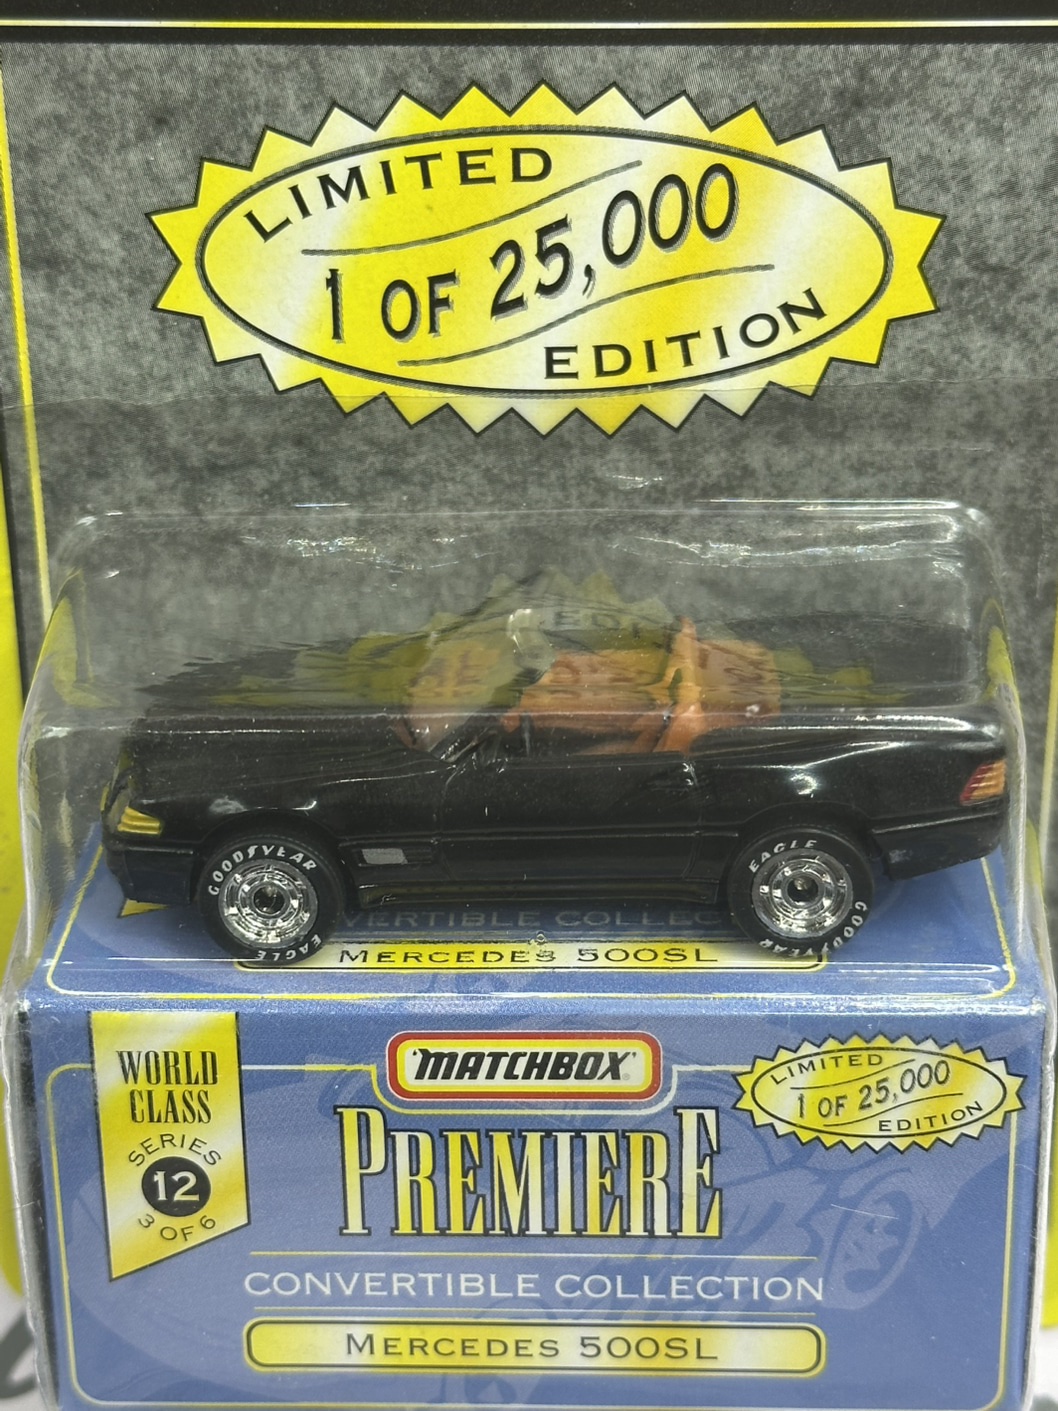 LIMITED
1 OF 25,000
EDITION
GOODYEAR
EAGLE
EAGLE
GOODYEAR
VERTIBLE COLLEC
MERCEDES 500SL
WORLD
CLASS
SERIES
12
3 OF 6
'MATCHBOX'
PREMIERE
LIMITED
1 OF 25,000
EDITION
CONVERTIBLE COLLECTION
MERCEDES 500SL